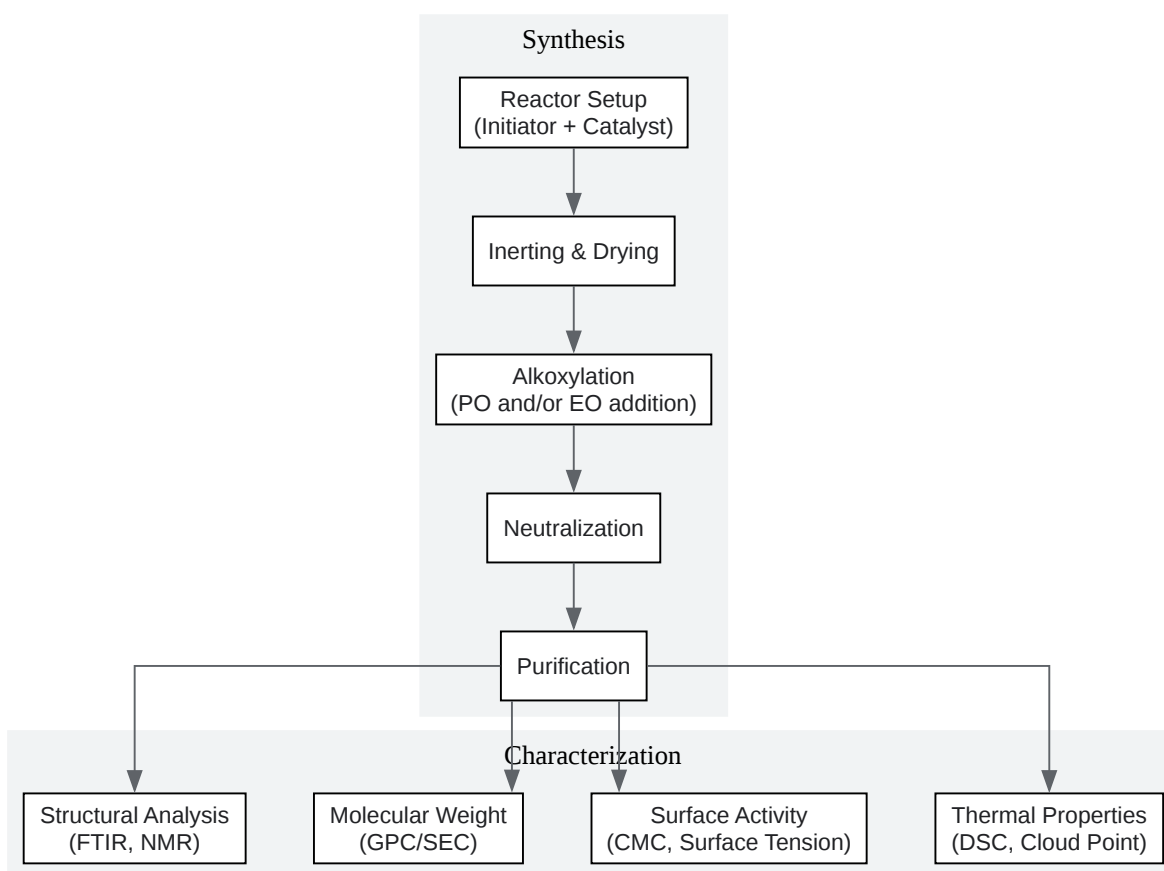 Synthesis
Reactor Setup
(Initiator + Catalyst)
Inerting & Drying
Alkoxylation
(PO and/or EO addition)
Neutralization
Purification
Characterization
Structural Analysis
(FTIR, NMR)
Molecular Weight
(GPC/SEC)
Surface Activity
(CMC, Surface Tension)
Thermal Properties
(DSC, Cloud Point)